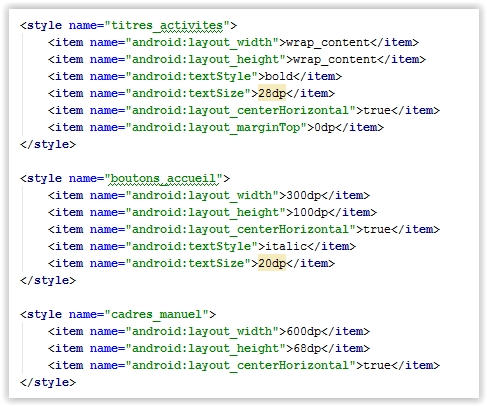 <style name="titres_activites">
    <item name="android:layout_width">wrap_content</item>
    <item name="android:layout_height">wrap_content</item>
    <item name="android:textStyle">bold</item>
    <item name="android:textSize">28dp</item>
    <item name="android:layout_centerHorizontal">true</item>
    <item name="android:layout_marginTop">0dp</item>
</style>

<style name="boutons_accueil">
    <item name="android:layout_width">300dp</item>
    <item name="android:layout_height">100dp</item>
    <item name="android:layout_centerHorizontal">true</item>
    <item name="android:textStyle">italic</item>
    <item name="android:textSize">20dp</item>
</style>

<style name="cadres_manuel">
    <item name="android:layout_width">600dp</item>
    <item name="android:layout_height">68dp</item>
    <item name="android:layout_centerHorizontal">true</item>
</style>